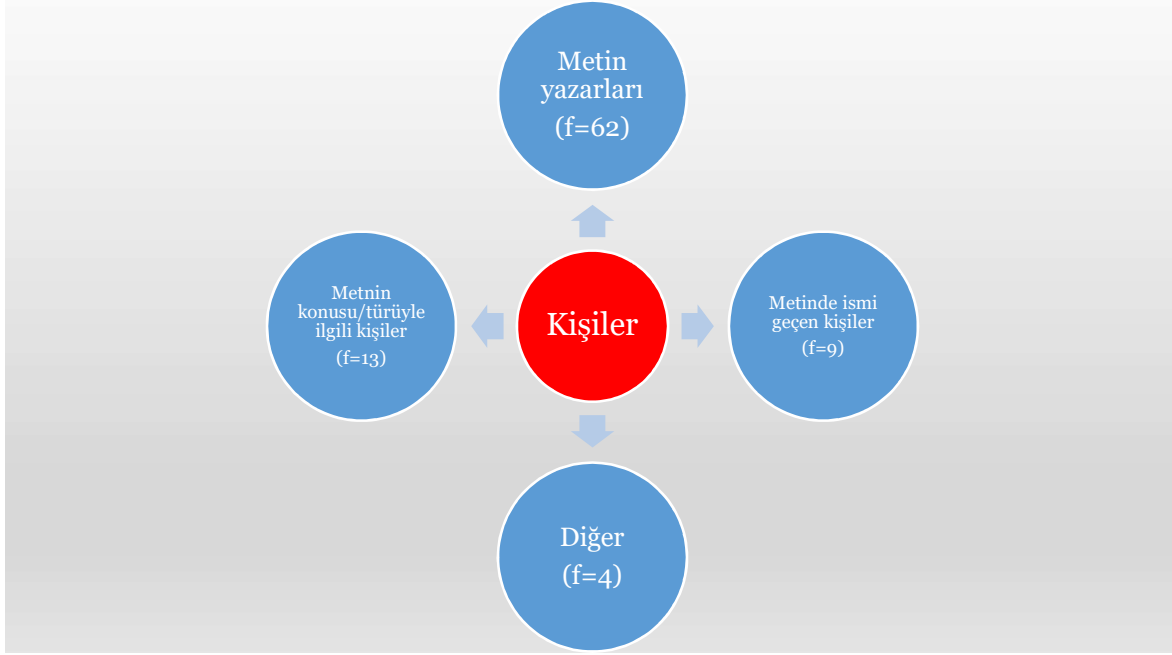 Metin
yazarları
(f=62)
Metnin
konusu/türüyle
ilgili kişiler
(f=13)
Kişiler
Metinde ismi
geçen kişiler
(f=9)
Diğer
(f=4)